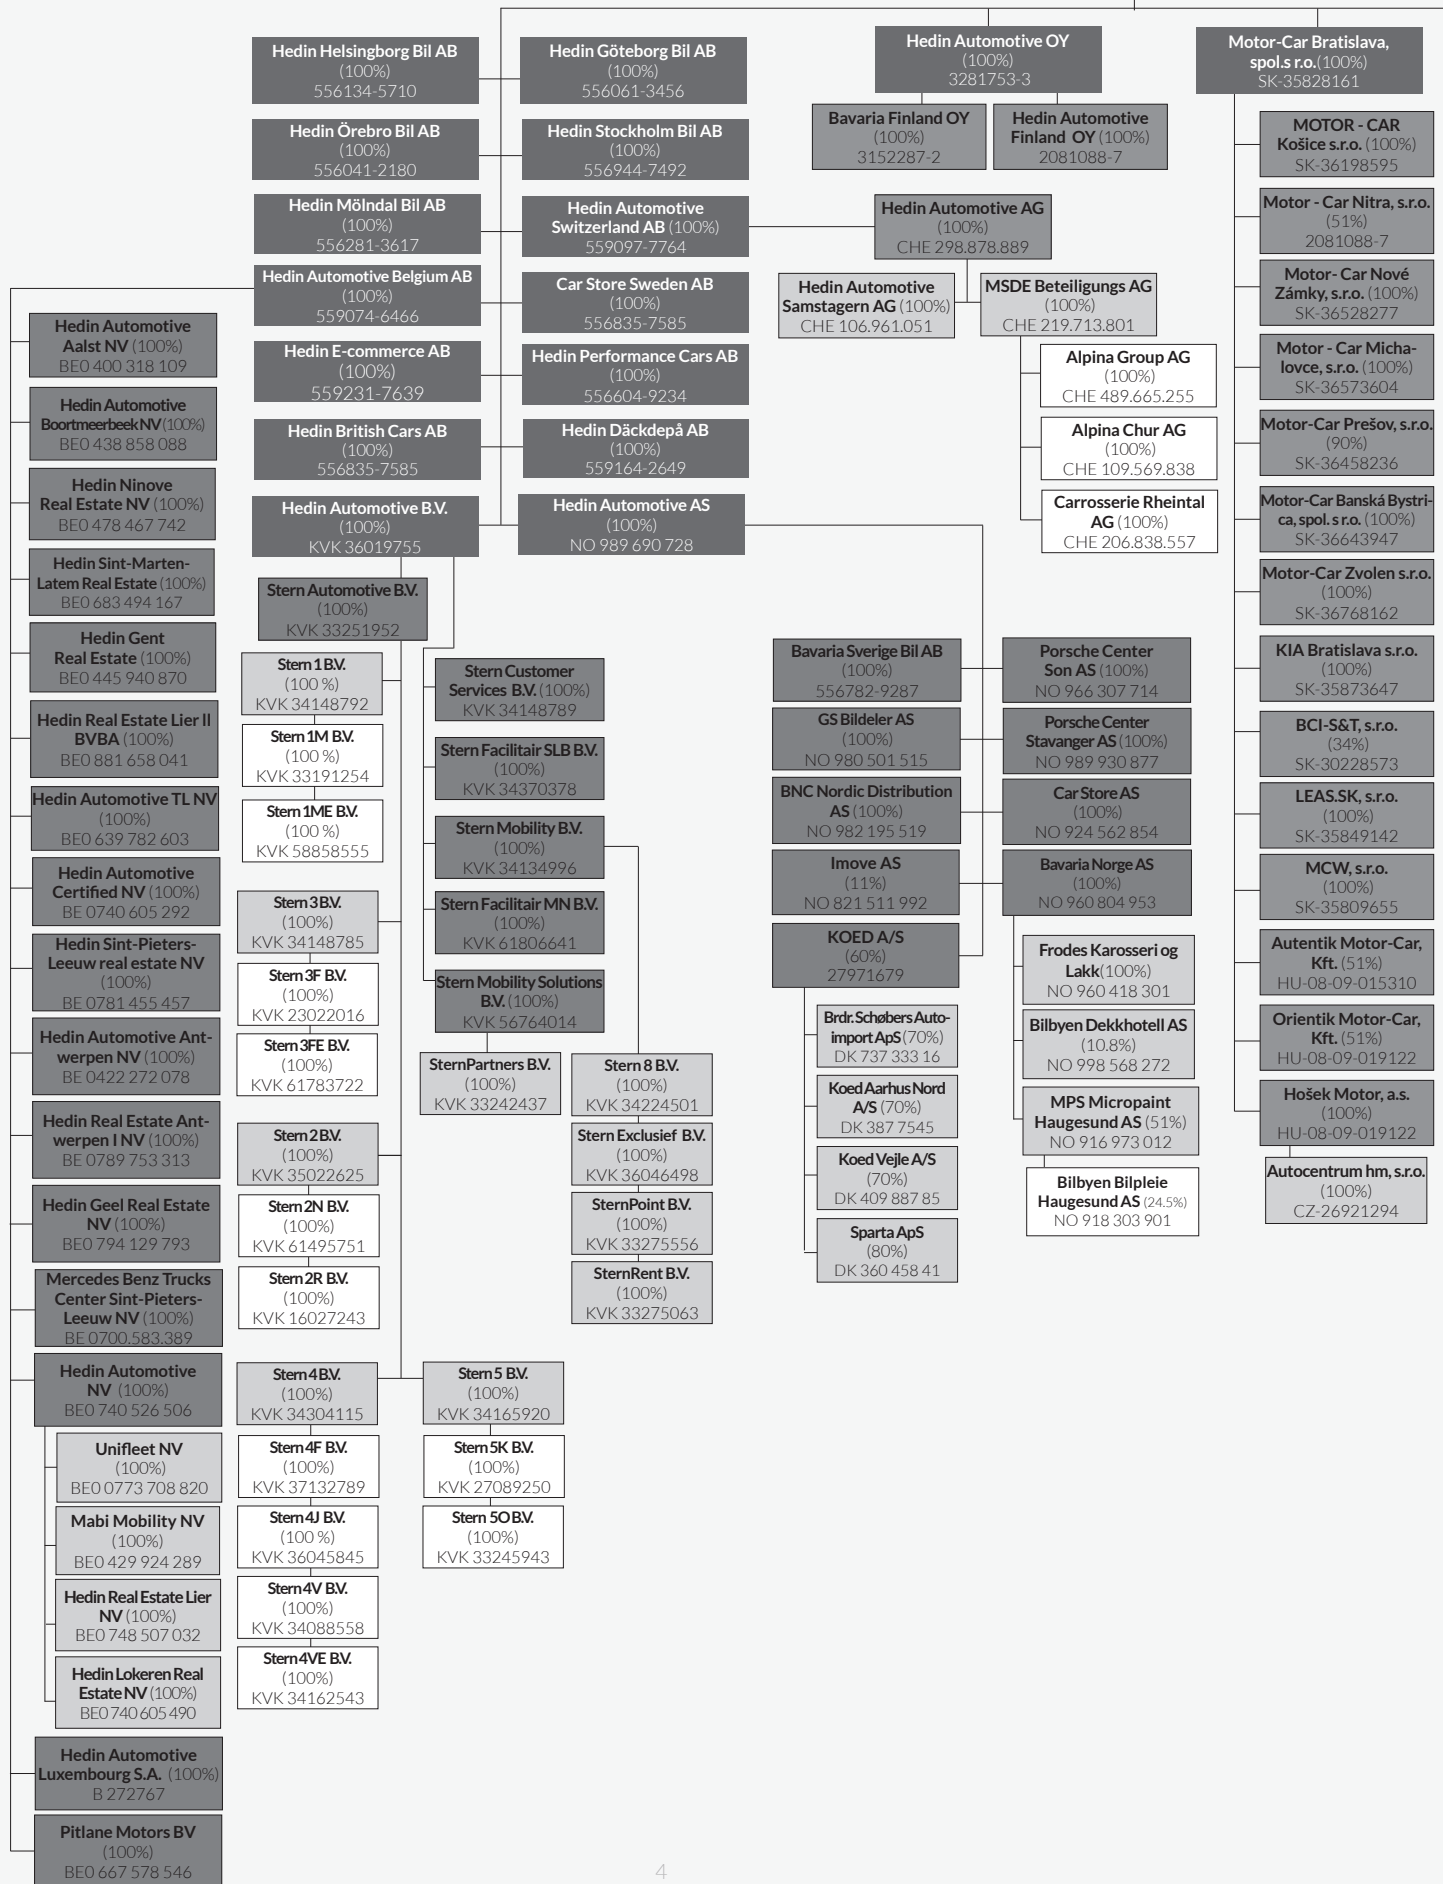 Hedin Helsingborg Bil AB
(100%)
556134-5710
Hedin Göteborg Bil AB
(100%)
556061-3456
Hedin Örebro Bil AB
(100%)
556041-2180
Hedin Stockholm Bil AB
(100%)
556944-7492
Hedin Mölndal Bil AB
(100%)
556281-3617
Hedin Automotive
Switzerland AB (100%)
559097-7764
Hedin Automotive Belgium AB
(100%)
559074-6466
Car Store Sweden AB
(100%)
556835-7585
Hedin E-commerce AB
(100%)
559231-7639
Hedin Performance Cars AB
(100%)
556604-9234
Hedin British Cars AB
(100%)
556835-7585
Hedin Däckdepå AB
(100%)
559164-2649
Hedin Automotive B.V.
(100%)
KVK 36019755
Hedin Automotive AS
(100%)
NO 989 690 728
Hedin Automotive OY
(100%)
3281753-3
Bavaria Finland OY
(100%)
3152287-2
Hedin Automotive
Finland OY (100%)
2081088-7
Hedin Automotive AG
(100%)
CHE 298.878.889
Hedin Automotive
Samstagern AG (100%)
CHE 106.961.051
MSDE Beteiligungs AG
(100%)
CHE 219.713.801
Alpina Group AG
(100%)
CHE 489.665.255
Alpina Chur AG
(100%)
CHE 109.569.838
Carrosserie Rheintal
AG (100%)
CHE 206.838.557
Motor-Car Bratislava,
spol.s r.o.(100%)
SK-35828161
MOTOR - CAR
Košice s.r.o. (100%)
SK-36198595
Motor - Car Nitra, s.r.o.
(51%)
2081088-7
Motor- Car Nové
Zámky, s.r.o. (100%)
SK-36528277
Motor - Car Micha-
lovce, s.r.o. (100%)
SK-36573604
Motor-Car Prešov, s.r.o.
(90%)
SK-36458236
Motor-Car Banská Bystri-
ca, spol. s r.o. (100%)
SK-36643947
Motor-Car Zvolen s.r.o.
(100%)
SK-36768162
KIA Bratislava s.r.o.
(100%)
SK-35873647
BCI-S&T, s.r.o.
(34%)
SK-30228573
LEAS.SK, s.r.o.
(100%)
SK-35849142
MCW, s.r.o.
(100%)
SK-35809655
Autentik Motor-Car,
Kft. (51%)
HU-08-09-015310
Orientik Motor-Car,
Kft. (51%)
HU-08-09-019122
Hošek Motor, a.s.
(100%)
HU-08-09-019122
Autocentrum hm, s.r.o.
(100%)
CZ-26921294
Hedin Automotive
Aalst NV (100%)
BE0 400 318 109
Hedin Automotive
Boortmeerbeek NV (100%)
BE0 438 858 088
Hedin Ninove
Real Estate NV (100%)
BE0 478 467 742
Hedin Sint-Marten-
Latem Real Estate (100%)
BE0 683 494 167
Hedin Gent
Real Estate (100%)
BE0 445 940 870
Hedin Real Estate Lier II
BVBA (100%)
BE0 881 658 041
Hedin Automotive TL NV
(100%)
BE0 639 782 603
Hedin Automotive
Certified NV (100%)
BE 0740 605 292
Hedin Sint-Pieters-
Leeuw real estate NV
(100%)
BE 0781 455 457
Hedin Automotive Ant-
werpen NV (100%)
BE 0422 272 078
Hedin Real Estate Ant-
werpen I NV (100%)
BE 0789 753 313
Hedin Geel Real Estate
NV (100%)
BE0 794 129 793
Mercedes Benz Trucks
Center Sint-Pieters-
Leeuw NV (100%)
BE 0700.583.389
Hedin Automotive
NV (100%)
BE0 740 526 506
Unifleet NV
(100%)
BE0 0773 708 820
Mabi Mobility NV
(100%)
BE0 429 924 289
Hedin Real Estate Lier
NV (100%)
BE0 748 507 032
Hedin Lokeren Real
Estate NV (100%)
BE0 740 605 490
Hedin Automotive
Luxembourg S.A. (100%)
B 272767
Pitlane Motors BV
(100%)
BE0 667 578 546
Stern Automotive B.V.
(100%)
KVK 33251952
Stern 1 B.V.
(100 %)
KVK 34148792
Stern 1M B.V.
(100 %)
KVK 33191254
Stern 1ME B.V.
(100 %)
KVK 58858555
Stern 3 B.V.
(100%)
KVK 34148785
Stern 3F B.V.
(100%)
KVK 23022016
Stern 3FE B.V.
(100%)
KVK 61783722
Stern 2 B.V.
(100%)
KVK 35022625
Stern 2N B.V.
(100%)
KVK 61495751
Stern 2R B.V.
(100%)
KVK 16027243
Stern 4 B.V.
(100%)
KVK 34304115
Stern 4F B.V.
(100%)
KVK 37132789
Stern 4J B.V.
(100 %)
KVK 36045845
Stern 4V B.V.
(100%)
KVK 34088558
Stern 4VE B.V.
(100%)
KVK 34162543
Stern 5 B.V.
(100%)
KVK 34165920
Stern 5K B.V.
(100%)
KVK 27089250
Stern 5O B.V.
(100%)
KVK 33245943
Stern Customer
Services B.V. (100%)
KVK 34148789
Stern Facilitair SLB B.V.
(100%)
KVK 34370378
Stern Mobility B.V.
(100%)
KVK 34134996
Stern Facilitair MN B.V.
(100%)
KVK 61806641
Stern Mobility Solutions
B.V. (100%)
KVK 56764014
SternPartners B.V.
(100%)
KVK 33242437
Stern 8 B.V.
(100%)
KVK 34224501
Stern Exclusief B.V.
(100%)
KVK 36046498
SternPoint B.V.
(100%)
KVK 33275556
SternRent B.V.
(100%)
KVK 33275063
Bavaria Sverige Bil AB
(100%)
556782-9287
Porsche Center
Son AS (100%)
NO 966 307 714
GS Bildeler AS
(100%)
NO 980 501 515
Porsche Center
Stavanger AS (100%)
NO 989 930 877
BNC Nordic Distribution
AS (100%)
NO 982 195 519
Car Store AS
(100%)
NO 924 562 854
Imove AS
(11%)
NO 821 511 992
Bavaria Norge AS
(100%)
NO 960 804 953
KOED A/S
(60%)
27971679
Brdr. Schøbers Auto-
import ApS (70%)
DK 737 333 16
Koed Aarhus Nord
A/S (70%)
DK 387 7545
Koed Vejle A/S
(70%)
DK 409 887 85
Sparta ApS
(80%)
DK 360 458 41
Frodes Karosseri og
Lakk(100%)
NO 960 418 301
Bilbyen Dekkhotell AS
(10.8%)
NO 998 568 272
MPS Micropaint
Haugesund AS (51%)
NO 916 973 012
Bilbyen Bilpleie
Haugesund AS (24.5%)
NO 918 303 901
4